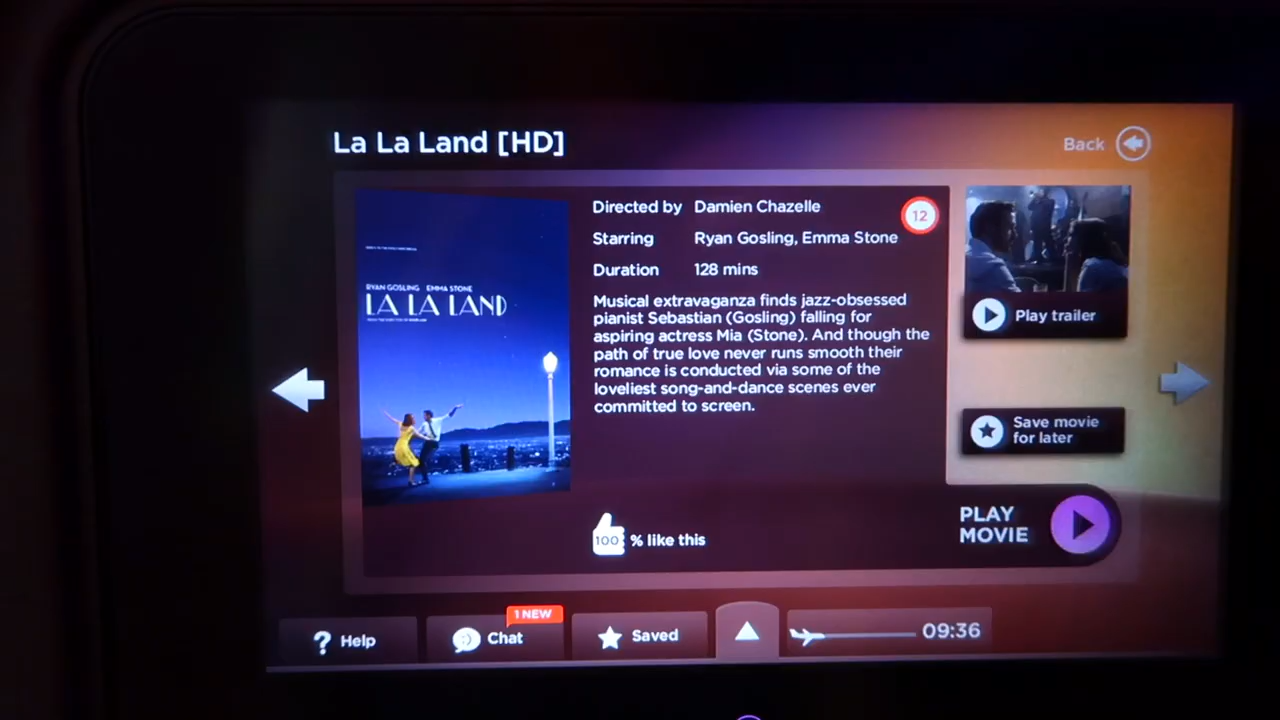 La La Land [HD]
Back
Directed by Damien Chazelle
12
Starring Ryan Gosling, Emma Stone
Duration 128 mins
Musical extravaganza finds jazz-obsessed
pianist Sebastian (Gosling) falling for
aspiring actress Mia (Stone). And though the
path of true love never runs smooth their
romance is conducted via some of the
loveliest song-and-dance scenes ever
committed to screen.
RYAN GOSLING EMMA STONE
LA LA LAND
Play trailer
Save movie
for later
PLAY
MOVIE
100 % like this
1 NEW
Help
Chat
Saved
09:36